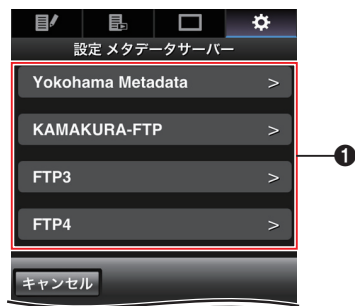 設定 メタデータサーバー
Yokohama Metadata >
KAMAKURA-FTP >
FTP3 >
FTP4 >
❶
キャンセル